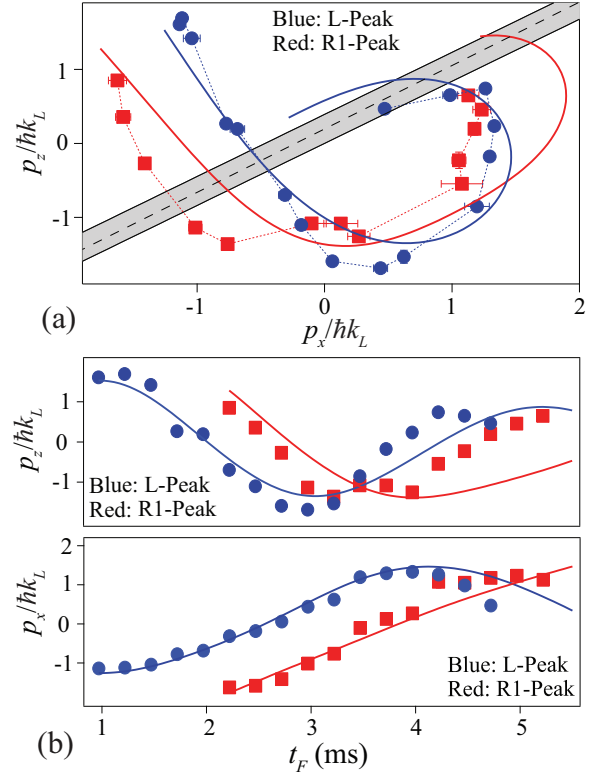 Blue: L-Peak
Red: R1-Peak
p_z/ħk_L
1
0
-1
-1
0
1
2
(a)
p_x/ħk_L
p_z/ħk_L
1
0
-1
Blue: L-Peak
Red: R1-Peak
p_x/ħk_L
2
1
0
-1
Blue: L-Peak
Red: R1-Peak
1
2
3
4
5
(b)
t_F (ms)